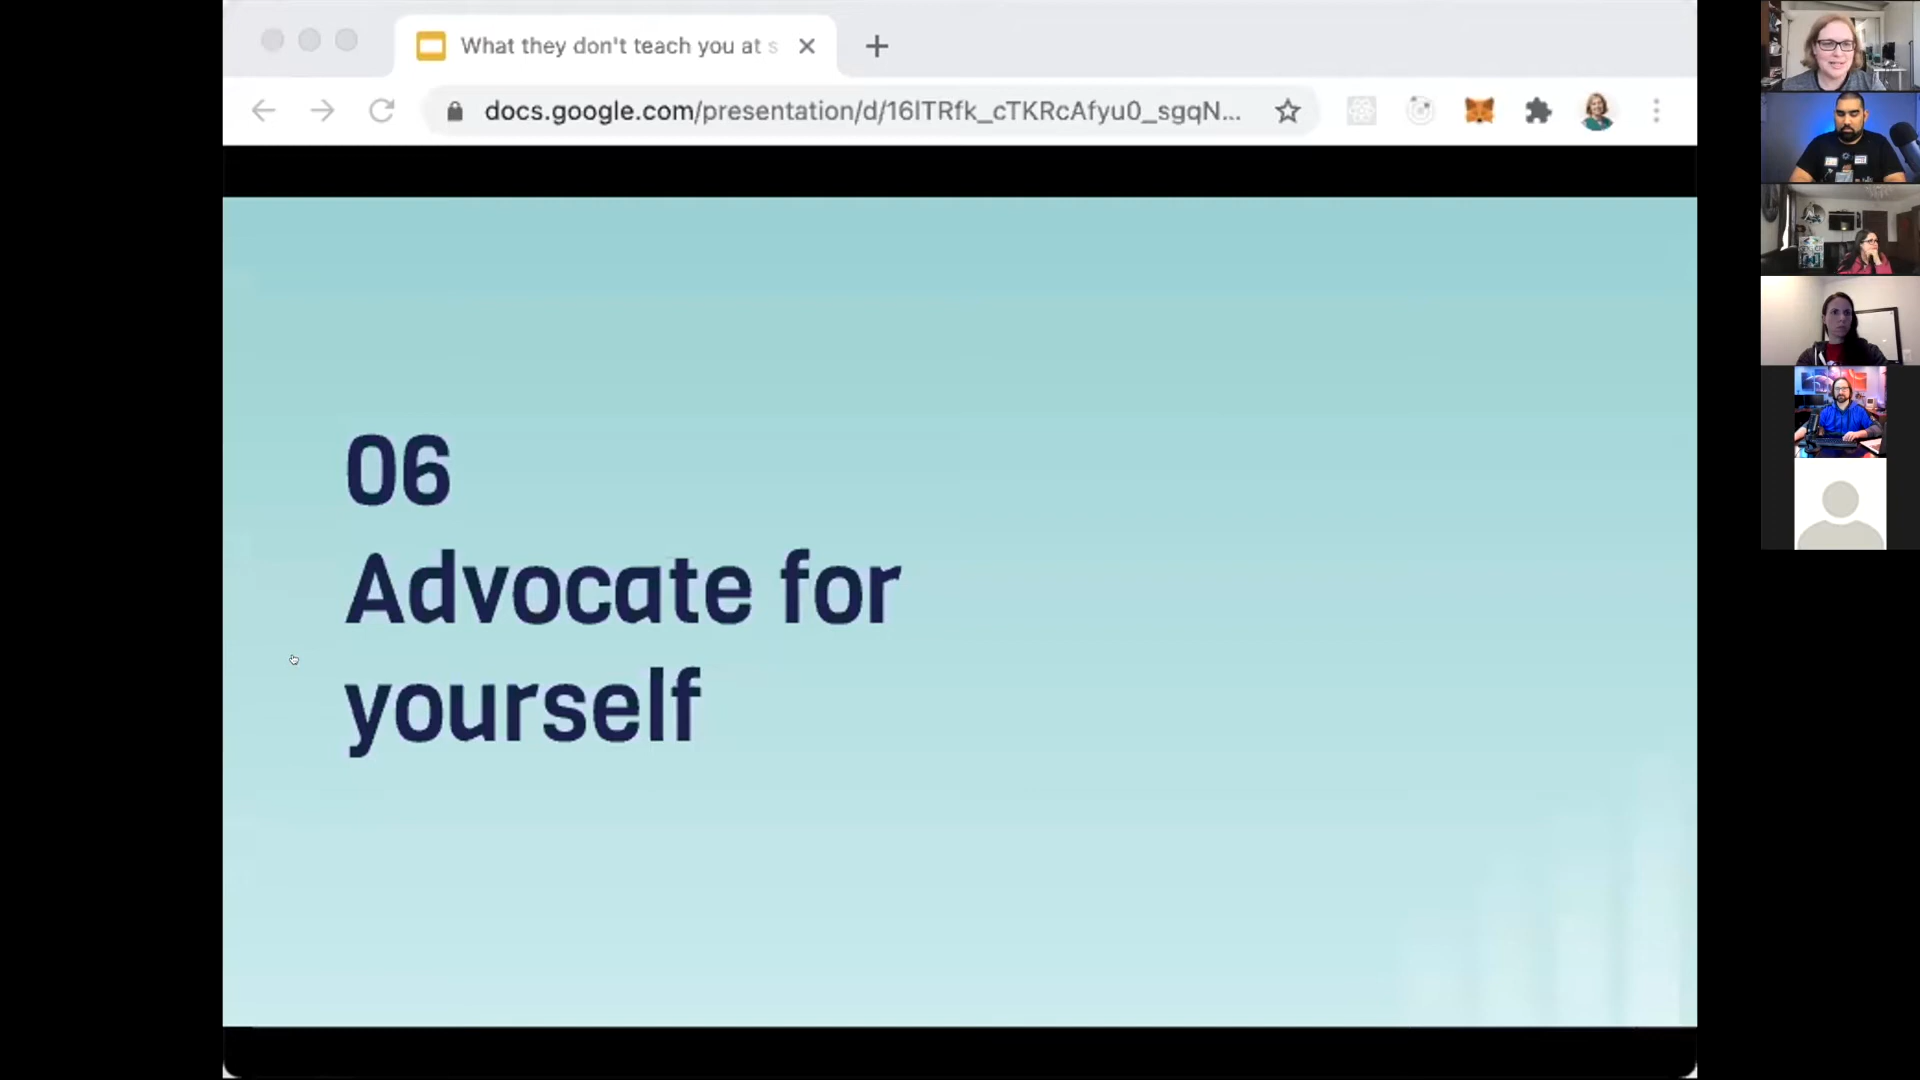 What they don't teach you at s
docs.google.com/presentation/d/16lTRfk_cTKRcAfyu0_sgqN...
06
Advocate for
yourself